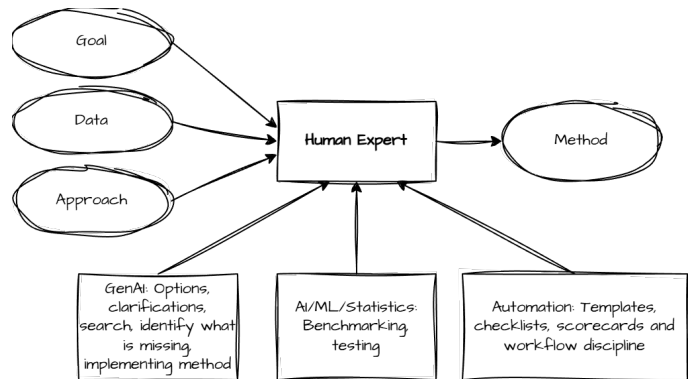 Goal
Data
Human Expert
Method
Approach
GenAI: Options,
clarifications,
search, identify what
is missing,
implementing method
AI/ML/Statistics:
Benchmarking,
testing
Automation: Templates,
checklists, scorecards and
workflow discipline